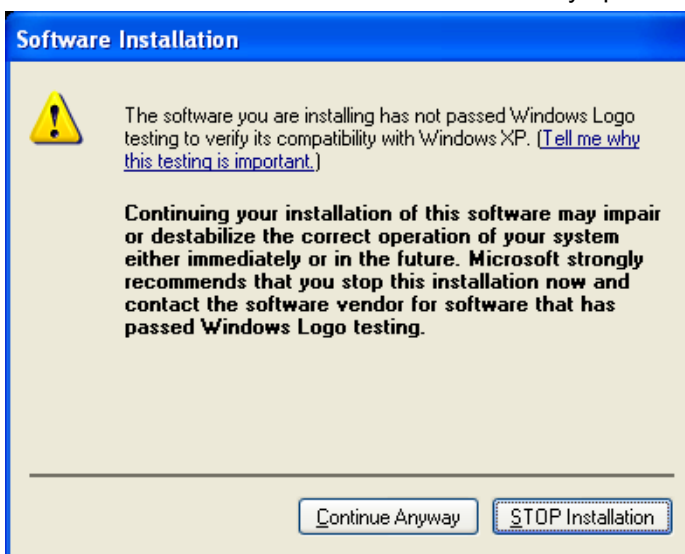 Software Installation
The software you are installing has not passed Windows Logo
testing to verify its compatibility with Windows XP. (Tell me why
this testing is important.)
Continuing your installation of this software may impair
or destabilize the correct operation of your system
either immediately or in the future. Microsoft strongly
recommends that you stop this installation now and
contact the software vendor for software that has
passed Windows Logo testing.
Continue Anyway
STOP Installation